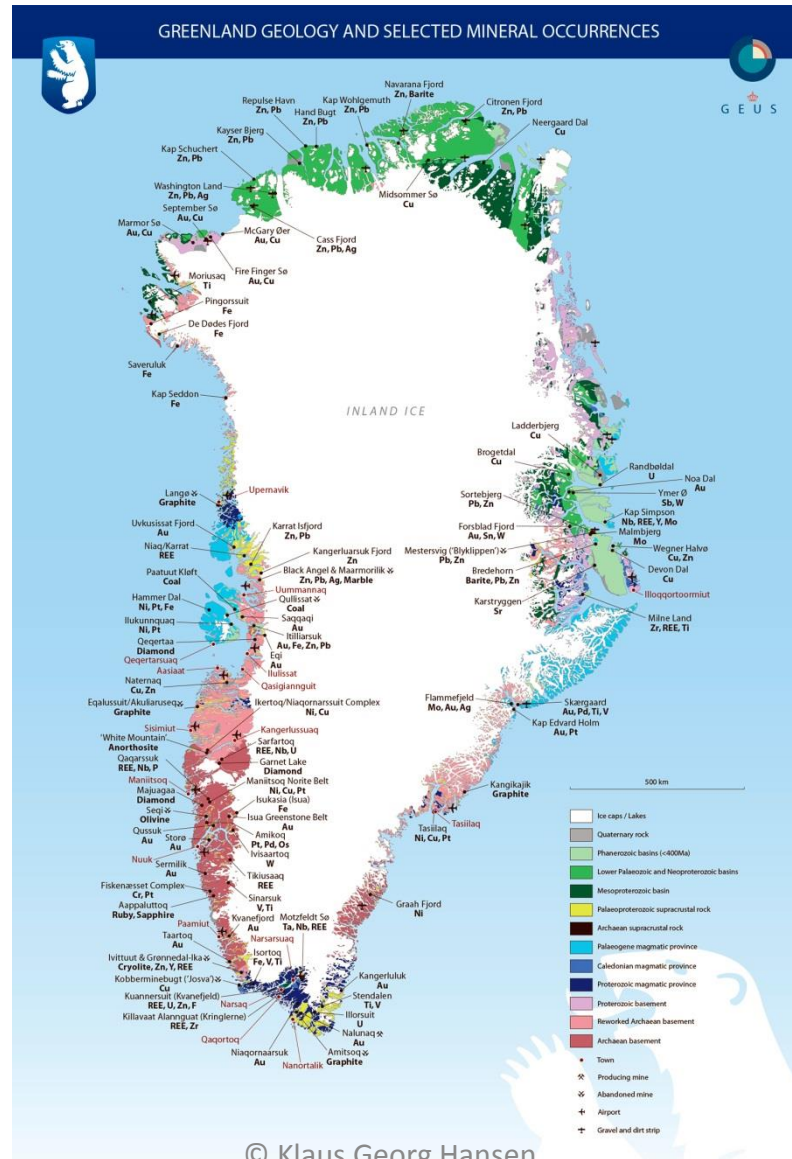 GREENLAND GEOLOGY AND SELECTED MINERAL OCCURRENCES
G E U S
Navarana Fjord
Zn, Barite
Kap Wohlgemuth
Zn, Pb
Citronen Fjord
Zn, Pb
Repulse Havn
Zn, Pb
Hand Bugt
Zn, Pb
Neergaard Dal
Cu
Kayser Bjerg
Zn, Pb
Kap Schuchert
Zn, Pb
Midsommer Sø
Cu
Washington Land
Zn, Pb, Ag
September Sø
Au, Cu
Marmor Sø
Au, Cu
McGary Øer
Au, Cu
Cass Fjord
Zn, Pb, Ag
Fire Finger Sø
Au, Cu
Moriusaq
Ti
Pingorssuit
Fe
De Dødes Fjord
Fe
Saveruluk
Fe
Kap Seddon
Fe
INLAND ICE
Ladderbjerg
Cu
Brogetdal
Cu
Randbøldal
U
Noa Dal
Au
Ymer Ø
Sb, W
Sortebjerg
Pb, Zn
Kap Simpson
Nb, REE, Y, Mo
Forsblad Fjord
Au, Sn, W
Malmbjerg
Mo
Mestersvig ('Blyklippen')
Pb, Zn
Wegner Halvø
Cu, Zn
Bredehorn
Barite, Pb, Zn
Devon Dal
Cu
Karstryggen
Sr
Illoqqortoormiut
Milne Land
Zr, REE, Ti
Langø
Graphite
Upernavik
Uvkusissat Fjord
Au
Karrat Isfjord
Zn, Pb
Niaq/Karrat
REE
Kangerluarsuk Fjord
Zn
Paatuut Kløft
Coal
Black Angel & Maarmorilik
Zn, Pb, Ag, Marble
Uummannaq
Hammer Dal
Ni, Pt, Fe
Qullissat
Coal
Ilukunnquaq
Ni, Pt
Saqqaqi
Au
Itilliarsuk
Au, Fe, Zn, Pb
Qeqertaa
Diamond
Eqi
Au
Qeqertarsuaq
Ilulissat
Aasiaat
Qasigiannguit
Naternaq
Cu, Zn
Eqalussuit/Akuliaruseq
Graphite
Ikertoq/Niaqornarssuit Complex
Ni, Cu
Sisimiut
Kangerlussuaq
'White Mountain'
Anorthosite
Sarfartoq
REE, Nb, U
Qaqarssuk
REE, Nb, P
Garnet Lake
Diamond
Maniitsoq
Maniitsoq Norite Belt
Ni, Cu, Pt
Majuagaa
Diamond
Isukasia (Isua)
Fe
Seqi
Olivine
Isua Greenstone Belt
Au
Qussuk
Au
Amikoq
Pt, Pd, Os
Storø
Au
Ivisaartoq
W
Nuuk
Tikiusaaq
REE
Sermilik
Au
Fiskenæsset Complex
Cr, Pt
Sinarsuk
V, Ti
Aappaluttoq
Ruby, Sapphire
Kvanefjord
Au
Motzfeldt Sø
Ta, Nb, REE
Paamiut
Taartoq
Au
Isortoq
Fe, V, Ti
Narsarsuaq
Ivittuut & Grønnedal-Ika
Cryolite, Zn, Y, REE
Kobberminebugt ('Josva')
Cu
Kuannersuit (Kvanefjeld)
REE, U, Zn, F
Narsaq
Killavaat Alannguat (Kringlerne)
REE, Zr
Qaqortoq
Niaqornaarsuk
Au
Nanortalik
Amitsoq
Graphite
Nalunaq
Au
Illorsuit
U
Stendalen
Ti, V
Kangerluluk
Au
Graah Fjord
Ni
Tasiilaq
Ni, Cu, Pt
Tasiilaq
Kangikajik
Graphite
Flammefjeld
Mo, Au, Ag
Skærgaard
Au, Pd, Ti, V
Kap Edvard Holm
Au, Pt
500 km
Ice caps / Lakes
Quaternary rock
Phanerozoic basins (<400Ma)
Lower Palaeozoic and Neoproterozoic basins
Mesoproterozoic basin
Palaeoproterozoic supracrustal rock
Archaean supracrustal rock
Palaeogene magmatic province
Caledonian magmatic province
Proterozoic magmatic province
Proterozoic basement
Reworked Archaean basement
Archaean basement
Town
Producing mine
Abandoned mine
Airport
Gravel and dirt strip
© Klaus Georg Hansen